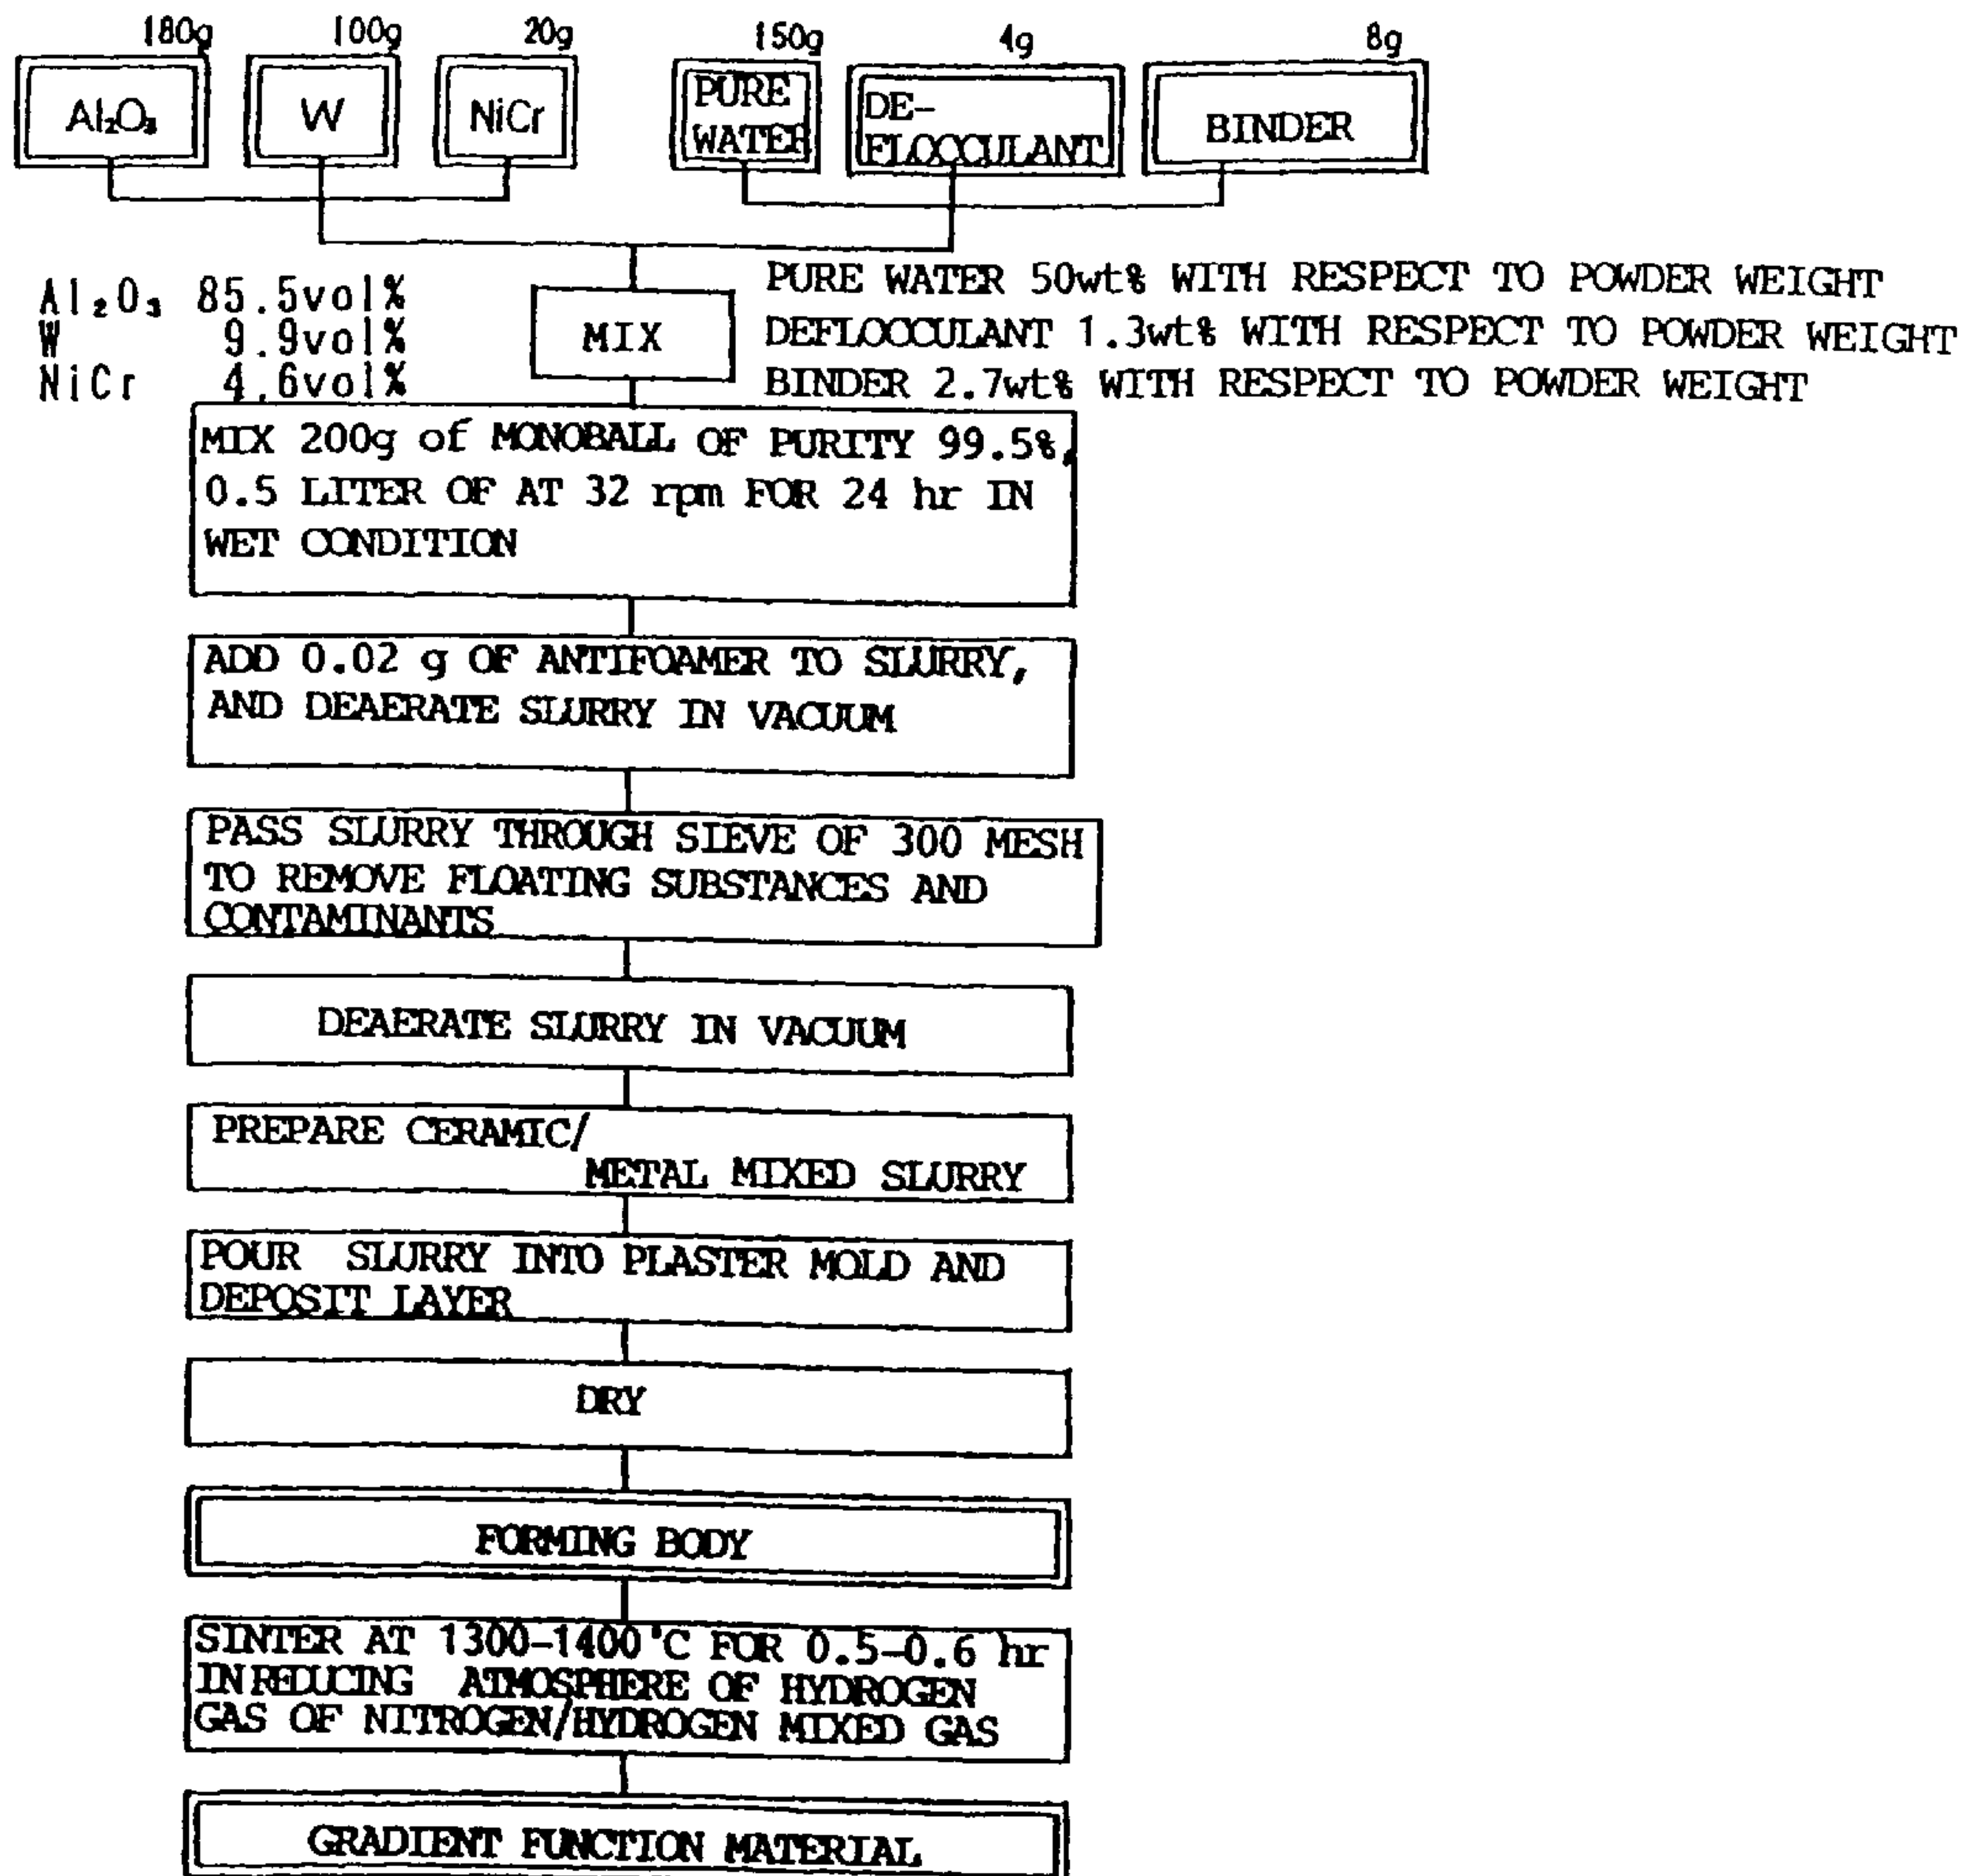 180g 100g 20g 150g 4g 8g
Al₂O₃ W NiCr PURE WATER DE-FLOCCULANT BINDER
Al₂O₃ 85.5vol%
W 9.9vol%
NiCr 4.6vol%
MIX
PURE WATER 50wt% WITH RESPECT TO POWDER WEIGHT
DEFLOCCULANT 1.3wt% WITH RESPECT TO POWDER WEIGHT
BINDER 2.7wt% WITH RESPECT TO POWDER WEIGHT
MIX 200g of MONOBALL OF PURITY 99.5%,
0.5 LITER OF AT 32 rpm FOR 24 hr IN
WET CONDITION
ADD 0.02 g OF ANTIFOAMER TO SLURRY,
AND DEAERATE SLURRY IN VACUUM
PASS SLURRY THROUGH SIEVE OF 300 MESH
TO REMOVE FLOATING SUBSTANCES AND
CONTAMINANTS
DEAERATE SLURRY IN VACUUM
PREPARE CERAMIC/
METAL MIXED SLURRY
POUR SLURRY INTO PLASTER MOLD AND
DEPOSIT LAYER
DRY
FORMING BODY
SINTER AT 1300-1400°C FOR 0.5-0.6 hr
IN REDUCING ATMOSPHERE OF HYDROGEN
GAS OF NITROGEN/HYDROGEN MIXED GAS
GRADIENT FUNCTION MATERIAL